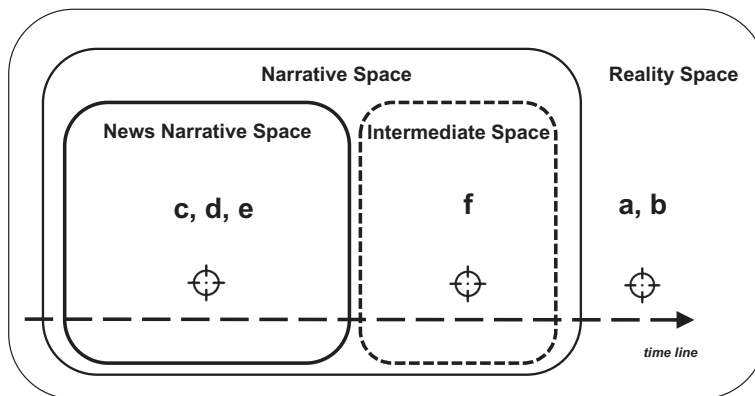 Narrative Space
Reality Space
News Narrative Space
Intermediate Space
c, d, e
f
a, b
time line